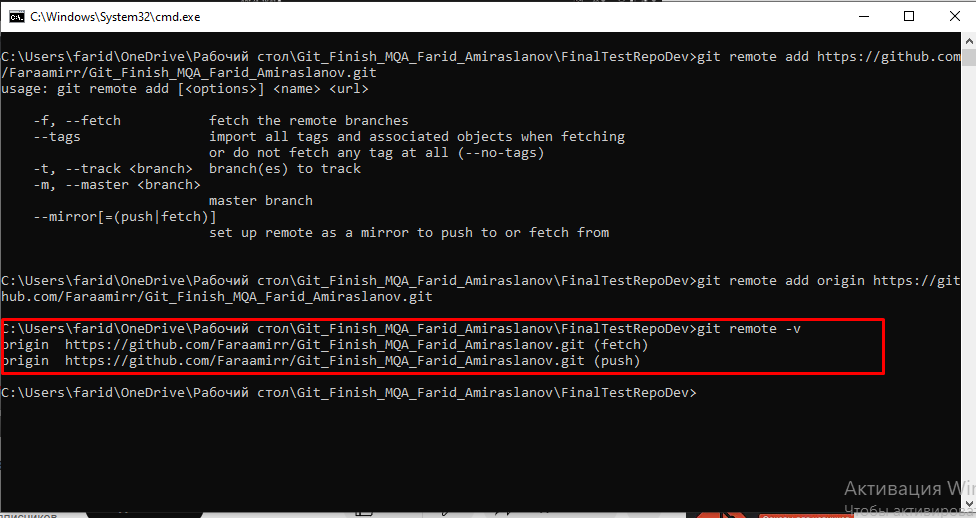 C:\Windows\System32\cmd.exe
C:\Users\farid\OneDrive\Рабочий стол\Git_Finish_MQA_Farid_Amiraslanov\FinalTestRepoDev>git remote add https://github.com
/Faraamirr/Git_Finish_MQA_Farid_Amiraslanov.git
usage: git remote add [<options>] <name> <url>
-f, --fetch fetch the remote branches
--tags import all tags and associated objects when fetching
or do not fetch any tag at all (--no-tags)
-t, --track <branch> branch(es) to track
-m, --master <branch>
master branch
--mirror[=(push|fetch)]
set up remote as a mirror to push to or fetch from
C:\Users\farid\OneDrive\Рабочий стол\Git_Finish_MQA_Farid_Amiraslanov\FinalTestRepoDev>git remote add origin https://git
hub.com/Faraamirr/Git_Finish_MQA_Farid_Amiraslanov.git
C:\Users\farid\OneDrive\Рабочий стол\Git_Finish_MQA_Farid_Amiraslanov\FinalTestRepoDev>git remote -v
origin https://github.com/Faraamirr/Git_Finish_MQA_Farid_Amiraslanov.git (fetch)
origin https://github.com/Faraamirr/Git_Finish_MQA_Farid_Amiraslanov.git (push)
C:\Users\farid\OneDrive\Рабочий стол\Git_Finish_MQA_Farid_Amiraslanov\FinalTestRepoDev>
Активация Win
Чтобы активирова